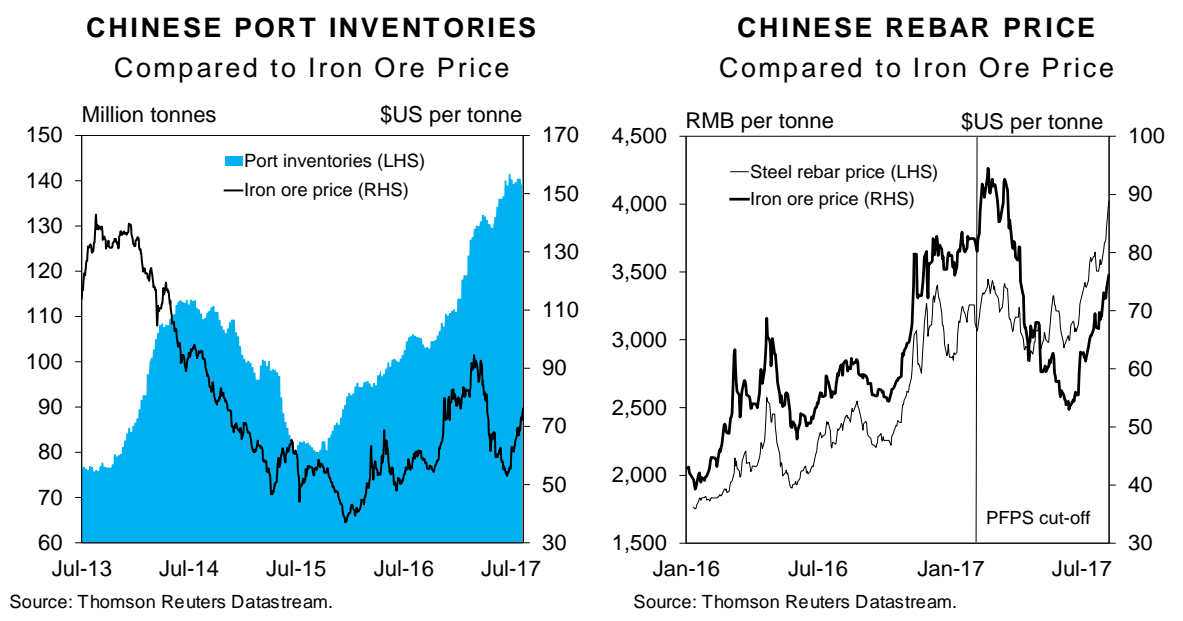 CHINESE PORT INVENTORIES
Compared to Iron Ore Price
Million tonnes $US per tonne
150 170
140 150
130 130
120 110
110 90
100 70
90 50
80 30
70
60
Port inventories (LHS)
Iron ore price (RHS)
Jul-13 Jul-14 Jul-15 Jul-16 Jul-17
Source: Thomson Reuters Datastream.
CHINESE REBAR PRICE
Compared to Iron Ore Price
RMB per tonne $US per tonne
4,500 100
4,000 90
3,500 80
3,000 70
2,500 60
2,000 50
1,500 40
30
Steel rebar price (LHS)
Iron ore price (RHS)
PFPS cut-off
Jan-16 Jul-16 Jan-17 Jul-17
Source: Thomson Reuters Datastream.